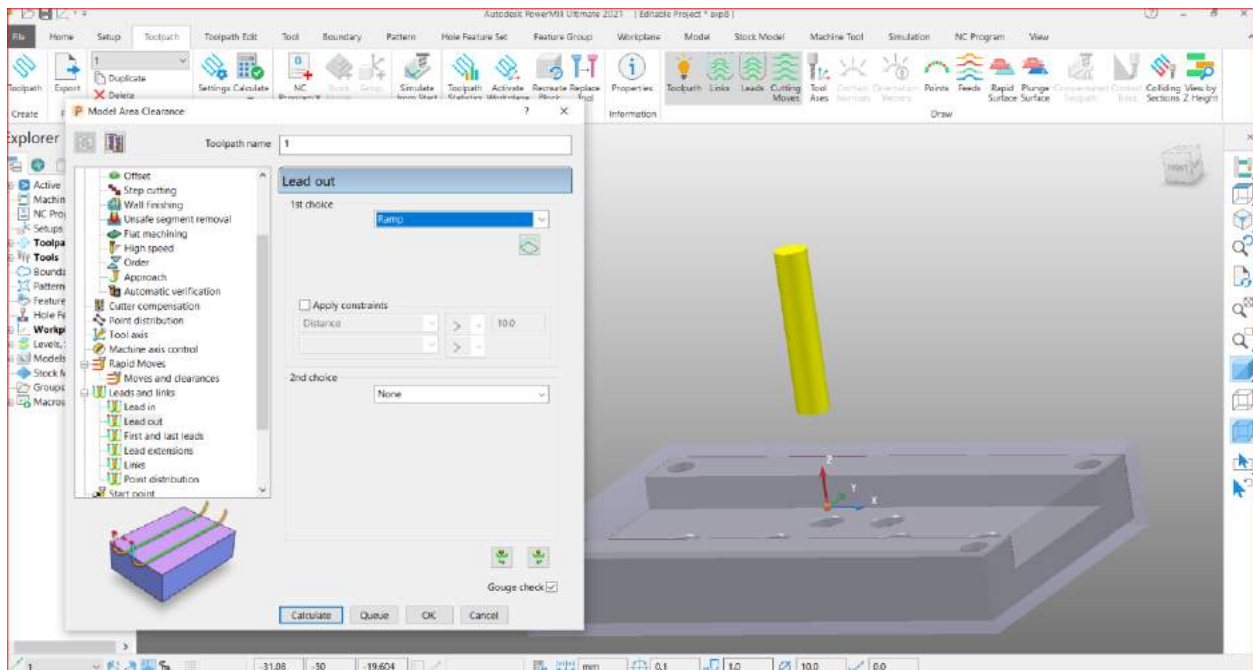 Autodesk PowerMill Ultimate 2021 [Editable Project * exp8 ]
File Home Setup Toolpath Toolpath Edit Tool Boundary Pattern Hole Feature Set Feature Group Workplane Model Stock Model Machine Tool Simulation NC Program View
1
Duplicate
Delete
Toolpath Export Settings Calculate NC Simulate Toolpath Activate Recreate Replace Properties Toolpath Links Leads Cutting Moves Tool Axes Points Feeds Rapid Surface Plunge Surface Colliding Sections View by Z Height
Create Information Draw
Model Area Clearance ? ×
Explorer
Toolpath name 1
Active
Machin
NC Prog
Setups
Toolpa
Tools
Bounda
Pattern
Feature
Hole Fe
Workpl
Levels,
Models
Stock M
Groups
Macros
Offset
Step cutting
Wall finishing
Unsafe segment removal
Flat machining
High speed
Order
Approach
Automatic verification
Cutter compensation
Point distribution
Tool axis
Machine axis control
Rapid Moves
Moves and clearances
Leads and links
Lead in
Lead out
First and last leads
Lead extensions
Links
Point distribution
Start point
Lead out
1st choice
Ramp
Apply constraints
Distance > 10.0
>
2nd choice
None
Gouge check
Calculate Queue OK Cancel
FRONT
Z
Y
X
1 -31.08 -50 -19.604 mm 0.1 1.0 10.0 0.0